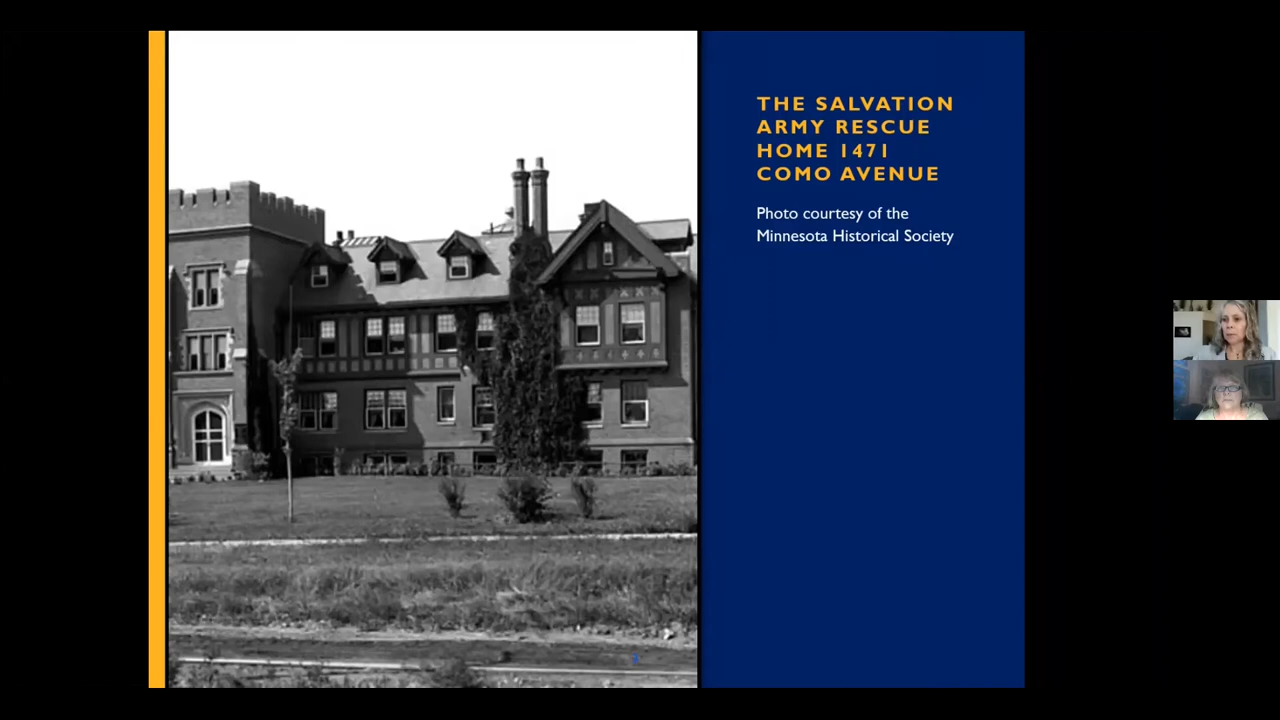 THE SALVATION
ARMY RESCUE
HOME 1471
COMO AVENUE
Photo courtesy of the
Minnesota Historical Society